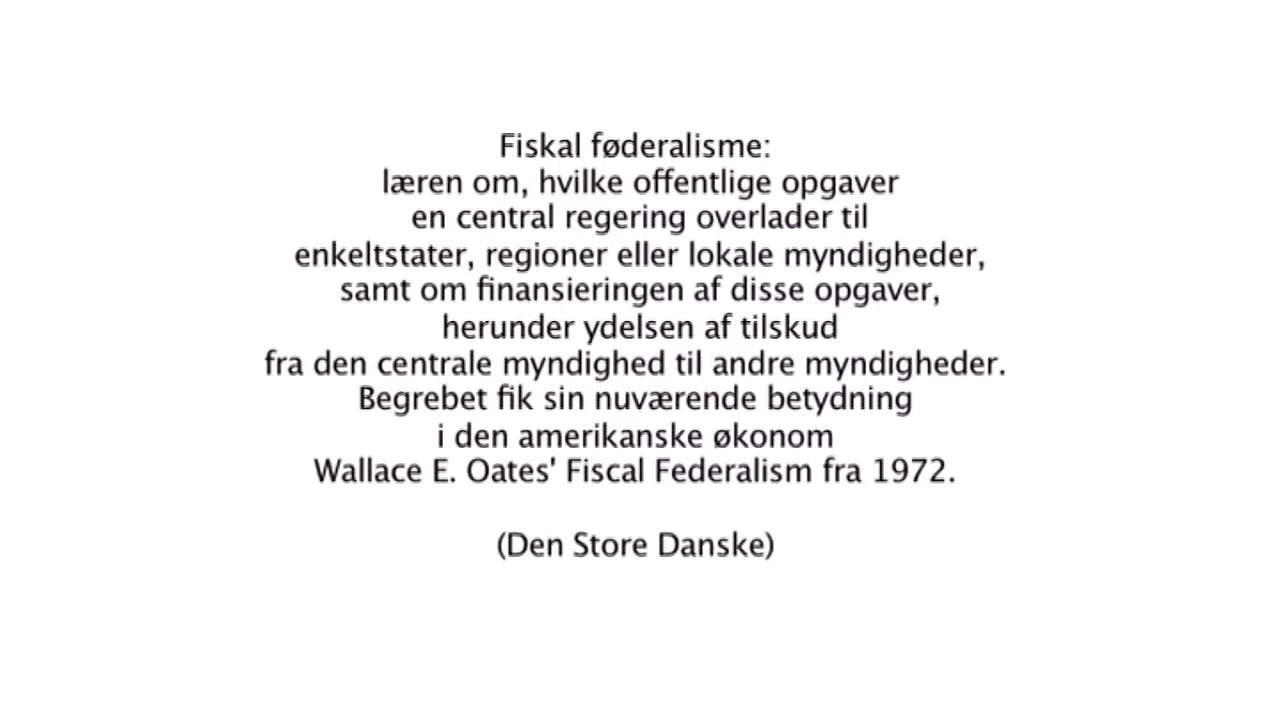 Fiskal føderalisme:
læren om, hvilke offentlige opgaver
en central regering overlader til
enkeltstater, regioner eller lokale myndigheder,
samt om finansieringen af disse opgaver,
herunder ydelsen af tilskud
fra den centrale myndighed til andre myndigheder.
Begrebet fik sin nuværende betydning
i den amerikanske økonom
Wallace E. Oates' Fiscal Federalism fra 1972.
(Den Store Danske)